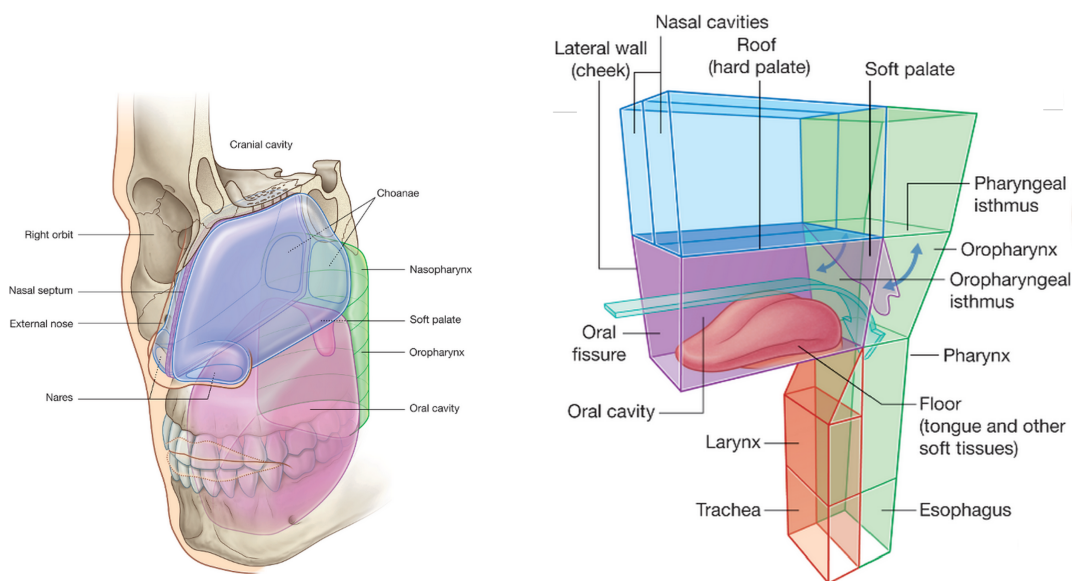 Cranial cavity
Choanae
Right orbit
Nasopharynx
Nasal septum
External nose
Soft palate
Oropharynx
Nares
Oral cavity
Nasal cavities
Lateral wall
(cheek)
Roof
(hard palate)
Soft palate
Pharyngeal
isthmus
Oropharynx
Oropharyngeal
isthmus
Oral
fissure
Pharynx
Oral cavity
Floor
(tongue and other
soft tissues)
Larynx
Trachea
Esophagus